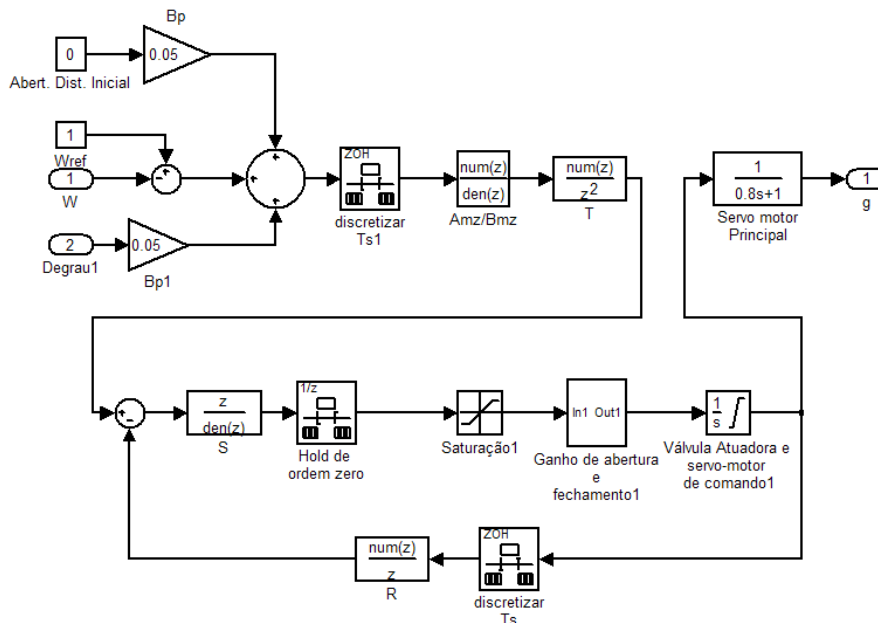 Bp
0
0.05
Abert. Dist. Inicial
1
Wref
1
W
2
Degrau1
0.05
Bp1
ZOH
discretizar
Ts1
num(z)
den(z)
Amz/Bmz
num(z)
z2
T
1
0.8s+1
Servo motor
Principal
1
g
z
den(z)
S
1/z
Hold de
ordem zero
Saturação1
In1 Out1
Ganho de abertura
e
fechamento1
1
s
Válvula Atuadora e
servo-motor
de comando1
num(z)
z
R
ZOH
discretizar
Ts